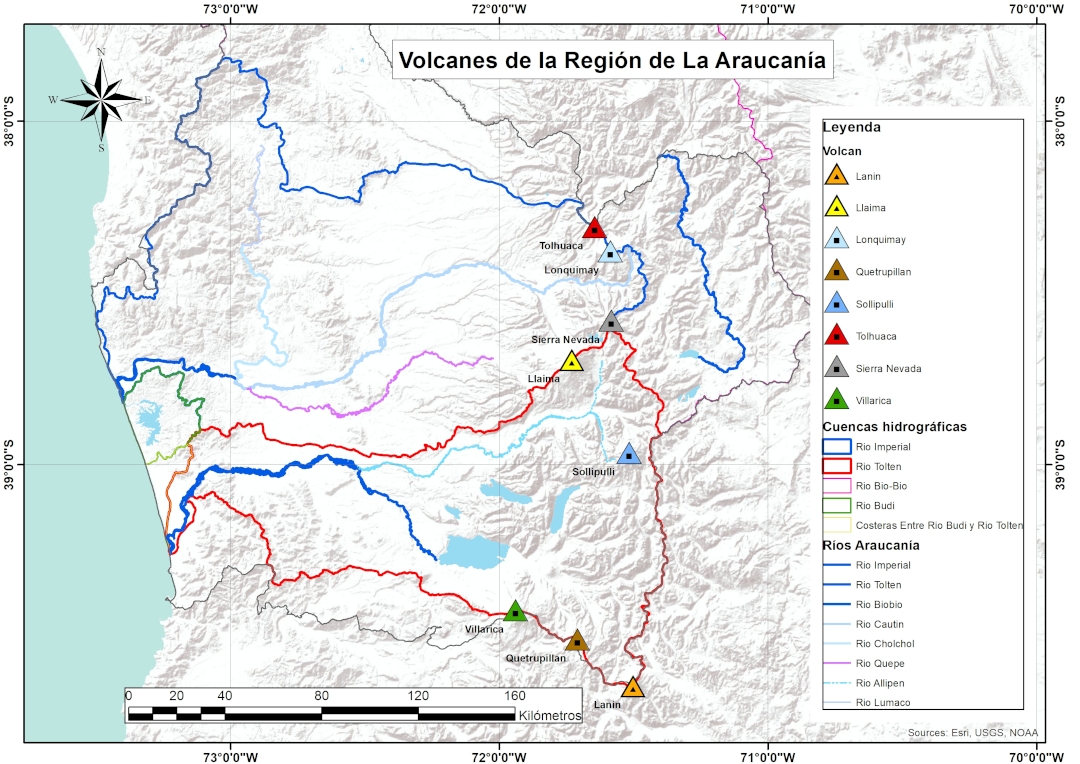 73°0'0"W
72°0'0"W
71°0'0"W
70°0'0"W
Volcanes de la Región de La Araucanía
N
W
E
S
38°0'0"S
38°0'0"S
39°0'0"S
39°0'0"S
Tolhuaca
Lonquimay
Sierra Nevada
Llaima
Sollipulli
Villarica
Quetrupillan
Lanin
Leyenda
Volcan
Lanin
Llaima
Lonquimay
Quetrupillan
Sollipulli
Tolhuaca
Sierra Nevada
Villarica
Cuencas hidrográficas
Rio Imperial
Rio Tolten
Rio Bio-Bio
Rio Budi
Costeras Entre Rio Budi y Rio Tolten
Ríos Araucanía
Rio Imperial
Rio Tolten
Rio Biobio
Rio Cautin
Rio Cholchol
Rio Quepe
Rio Allipen
Rio Lumaco
0 20 40 80 120 160
Kilómetros
Sources: Esri, USGS, NOAA
73°0'0"W
72°0'0"W
71°0'0"W
70°0'0"W